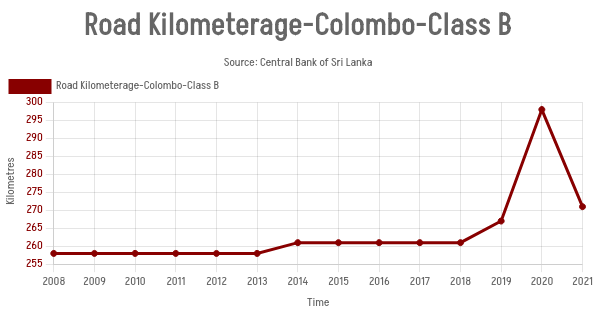 Road Kilometerage-Colombo-Class B
Source: Central Bank of Sri Lanka
Road Kilometerage-Colombo-Class B
300
295
290
285
280
275
270
265
260
255
Kilometres
2008 2009 2010 2011 2012 2013 2014 2015 2016 2017 2018 2019 2020 2021
Time